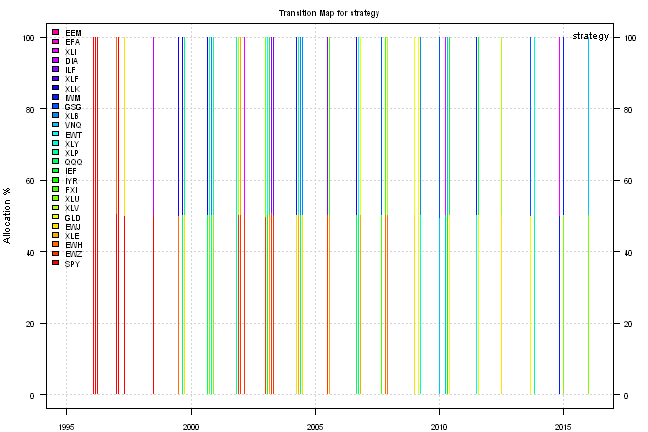 Transition Map for strategy
strategy
100
80
60
40
20
0
100
80
60
40
20
0
Allocation %
EEM
EFA
XLI
DIA
ILF
XLF
XLK
IWM
GSG
XLB
VNQ
EWT
XLY
XLP
QQQ
IEF
IYR
FXI
XLU
XLV
GLD
EWJ
XLE
EWH
EWZ
SPY
1995
2000
2005
2010
2015